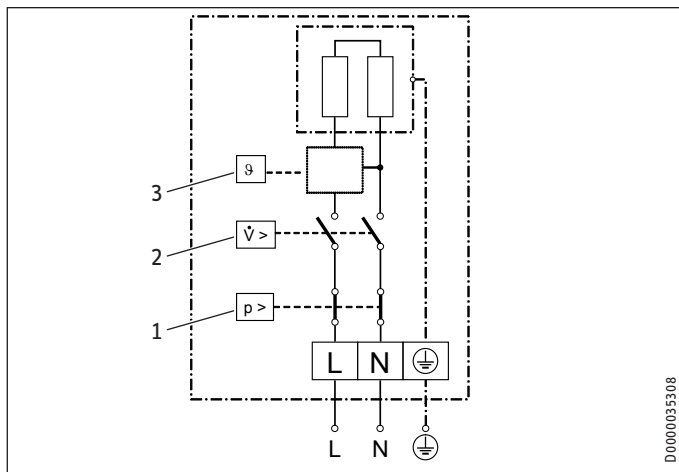 3 ϑ
2 V̇ >
1 p >
L N
L N
D0000035308